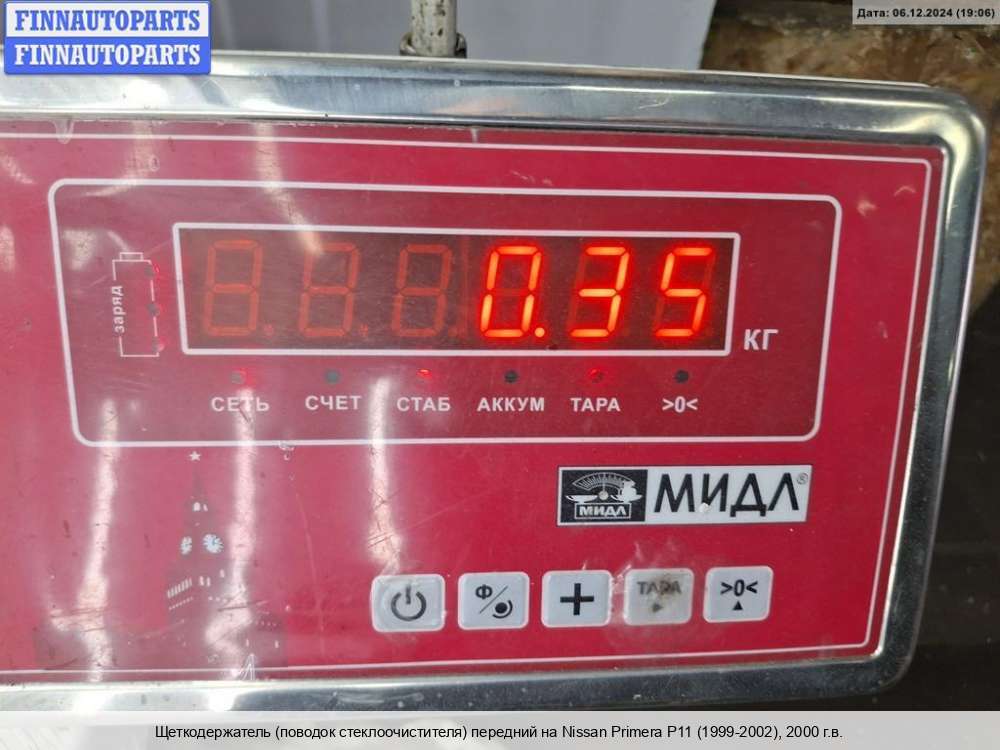 FINNAUTOPARTS
FINNAUTOPARTS
Дата: 06.12.2024 (19:06)
заряд
0.35
КГ
СЕТЬ СЧЕТ СТАБ АККУМ ТАРА >0<
МИДЛ МИДЛ®
Ф ТАРА >0<
Щеткодержатель (поводок стеклоочистителя) передний на Nissan Primera P11 (1999-2002), 2000 г.в.